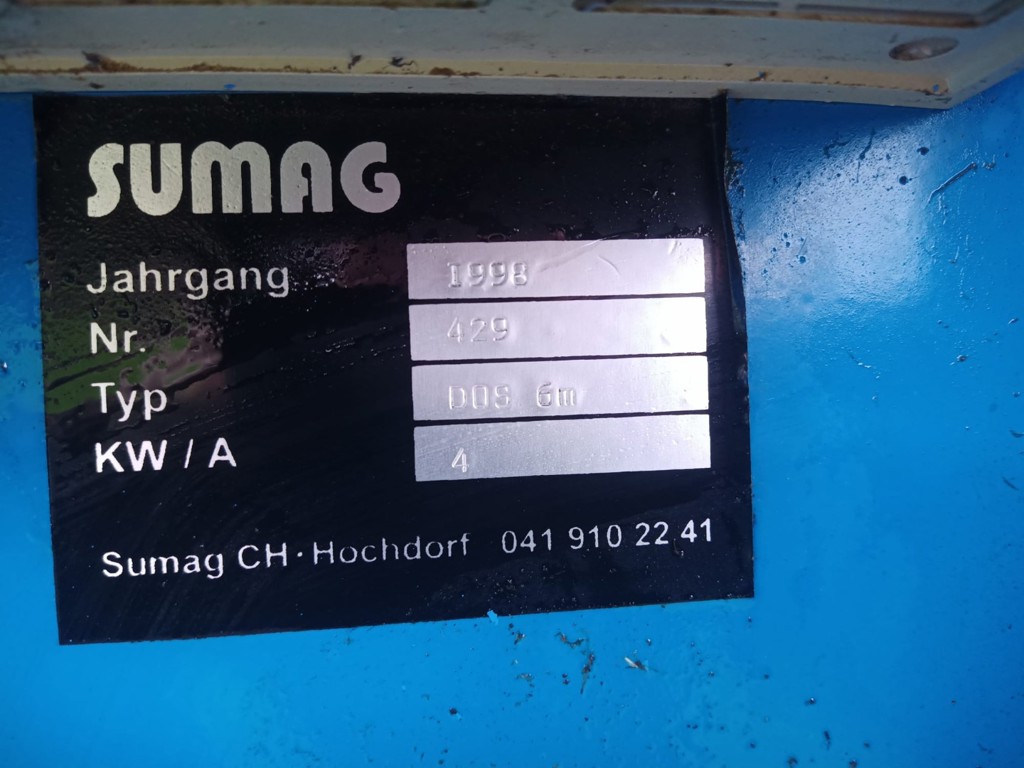 SUMAG
Jahrgang 1998
Nr. 429
Typ DOS 6m
KW / A 4
Sumag CH · Hochdorf 041 910 22 41